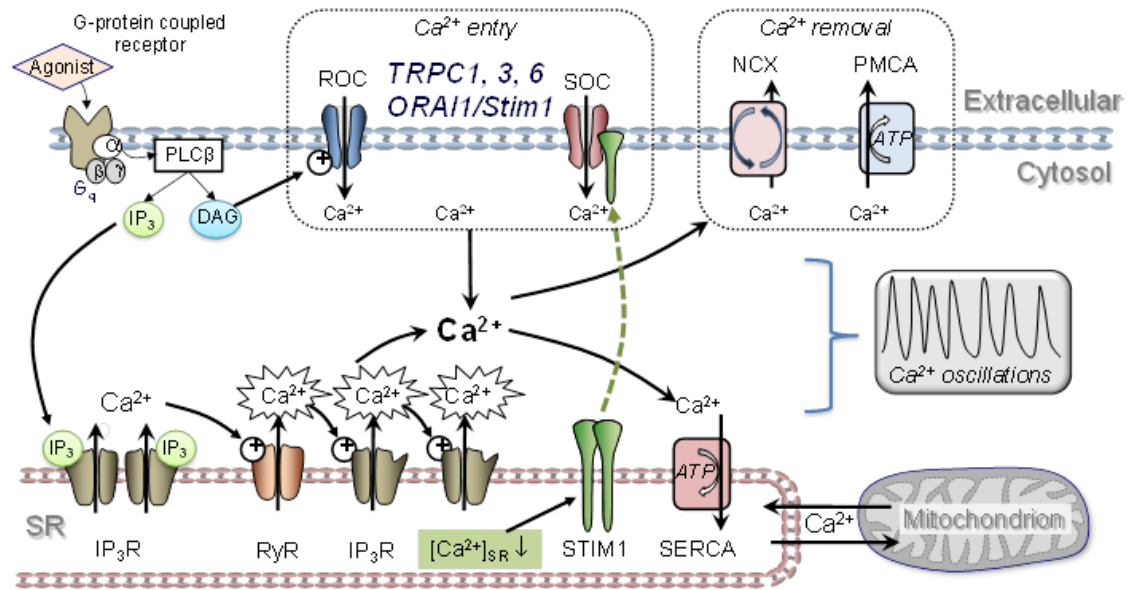 G-protein coupled
receptor
Agonist
α
β γ
Gq
PLCβ
IP3
DAG
+
Ca2+ entry
ROC
TRPC1, 3, 6
ORAI1/Stim1
SOC
Ca2+
Ca2+
Ca2+
Ca2+ removal
NCX
PMCA
ATP
Ca2+
Ca2+
Extracellular
Cytosol
Ca2+
Ca2+ oscillations
Ca2+
Ca2+
Ca2+
Ca2+
Ca2+
IP3
IP3
+
+
+
ATP
SR
IP3R
RyR
IP3R
[Ca2+]SR ↓
STIM1
SERCA
Ca2+
Mitochondrion